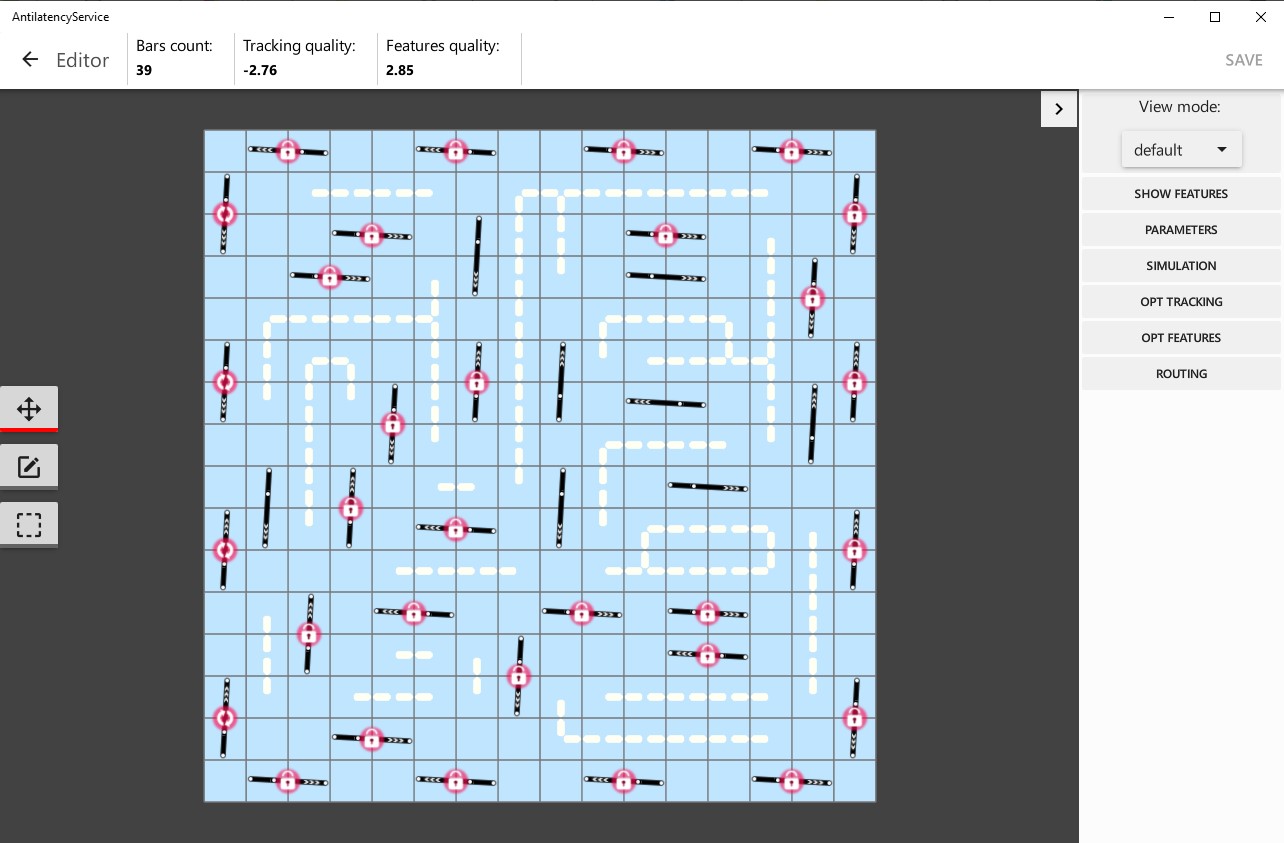 AntilatencyService
Editor
Bars count:
39
Tracking quality:
-2.76
Features quality:
2.85
SAVE
View mode:
default
SHOW FEATURES
PARAMETERS
SIMULATION
OPT TRACKING
OPT FEATURES
ROUTING